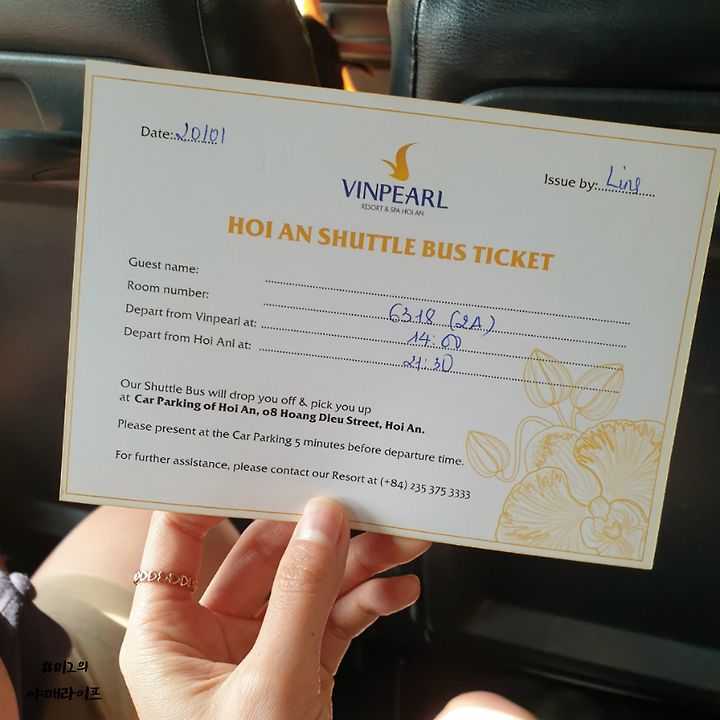 Date: 20/01
Issue by: Line
VINPEARL
RESORT & SPA HOI AN
HOI AN SHUTTLE BUS TICKET
Guest name:
Room number: 6318 (2A)
Depart from Vinpearl at: 14:00
Depart from Hoi Anl at: 21:30
Our Shuttle Bus will drop you off & pick you up
at Car Parking of Hoi An, 08 Hoang Dieu Street, Hoi An.
Please present at the Car Parking 5 minutes before departure time.
For further assistance, please contact our Resort at (+84) 235 375 3333
#미고의
야매라이프